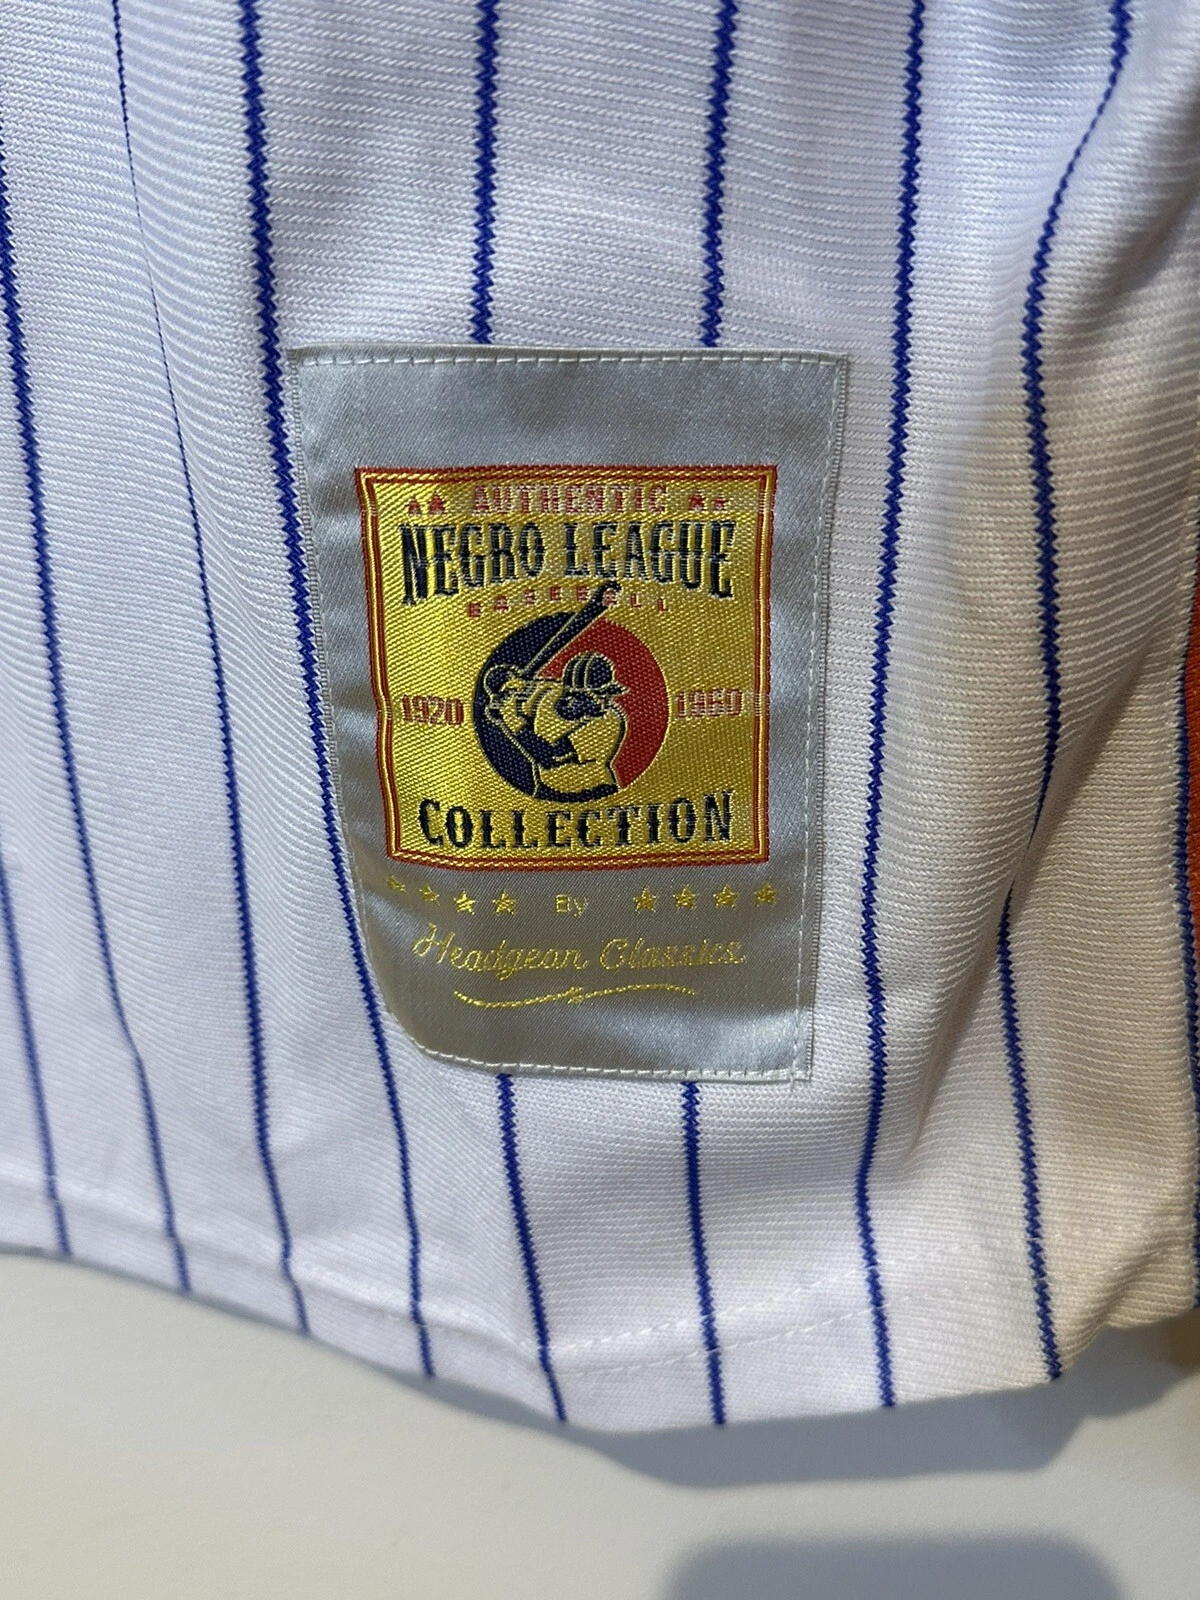 AUTHENTIC
NEGRO LEAGUE
BASEBALL
1920 1960
COLLECTION
By
Headgear Classics